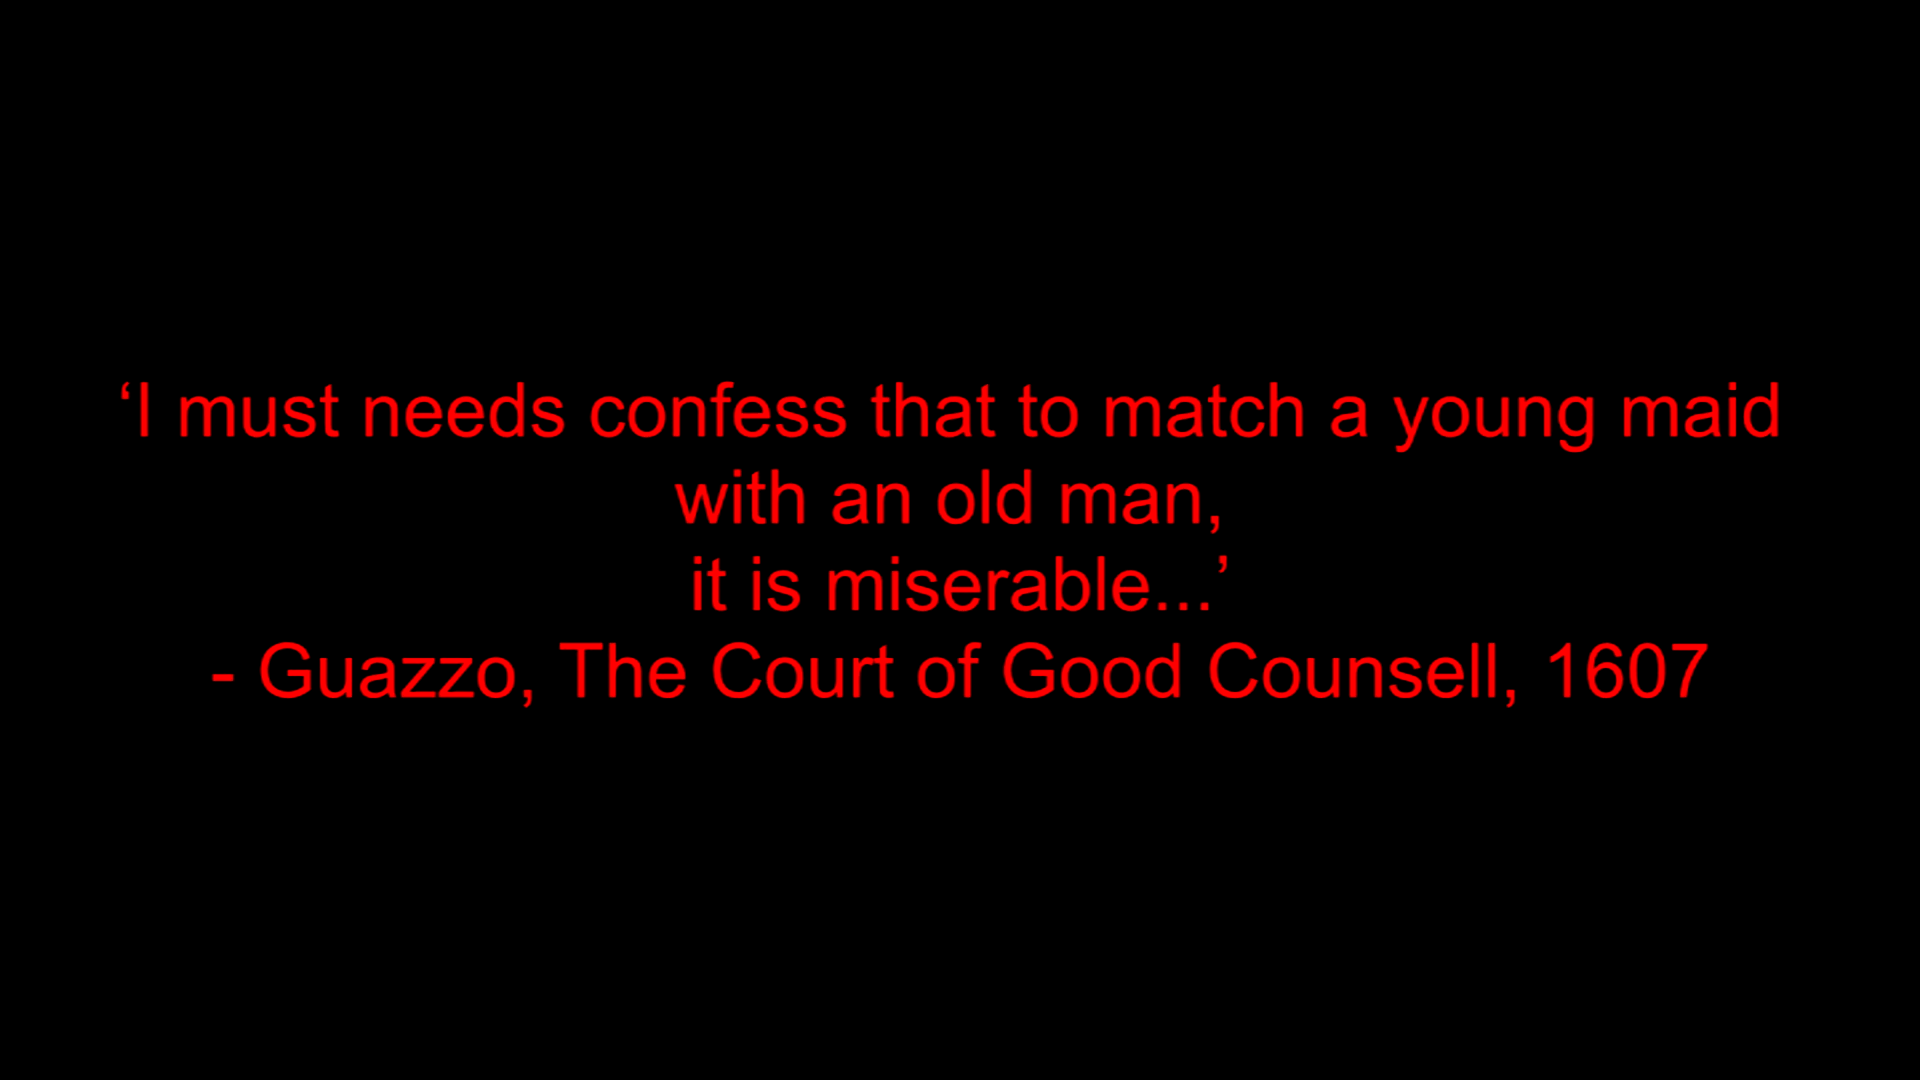 ‘I must needs confess that to match a young maid
with an old man,
it is miserable...’
- Guazzo, The Court of Good Counsell, 1607